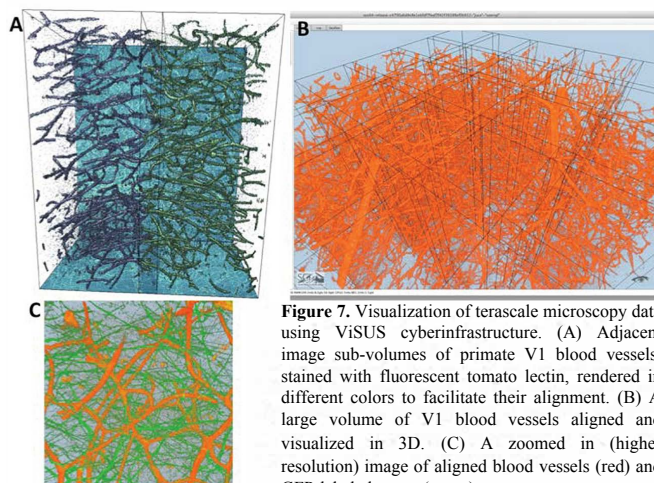 A
B
C
Figure 7. Visualization of terascale microscopy dat
using ViSUS cyberinfrastructure. (A) Adjacen
image sub-volumes of primate V1 blood vessels
stained with fluorescent tomato lectin, rendered i
different colors to facilitate their alignment. (B) A
large volume of V1 blood vessels aligned and
visualized in 3D. (C) A zoomed in (highe
resolution) image of aligned blood vessels (red) and